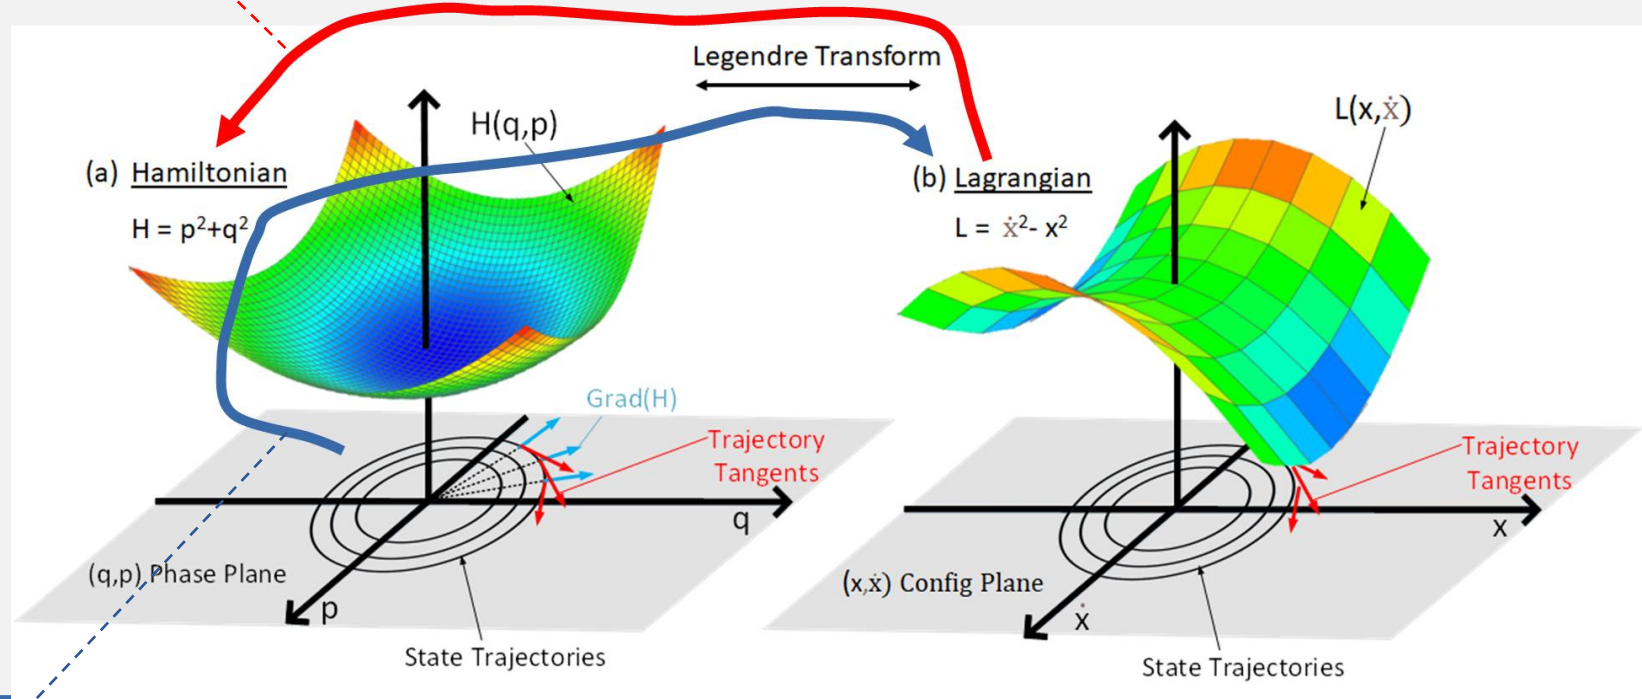 Legendre Transform
H(q,p)
(a) Hamiltonian
H = p²+q²
Grad(H)
Trajectory
Tangents
q
(q,p) Phase Plane
p
State Trajectories
L(x,ẋ)
(b) Lagrangian
L = ẋ²- x²
Trajectory
Tangents
x
(x,ẋ) Config Plane
ẋ
State Trajectories